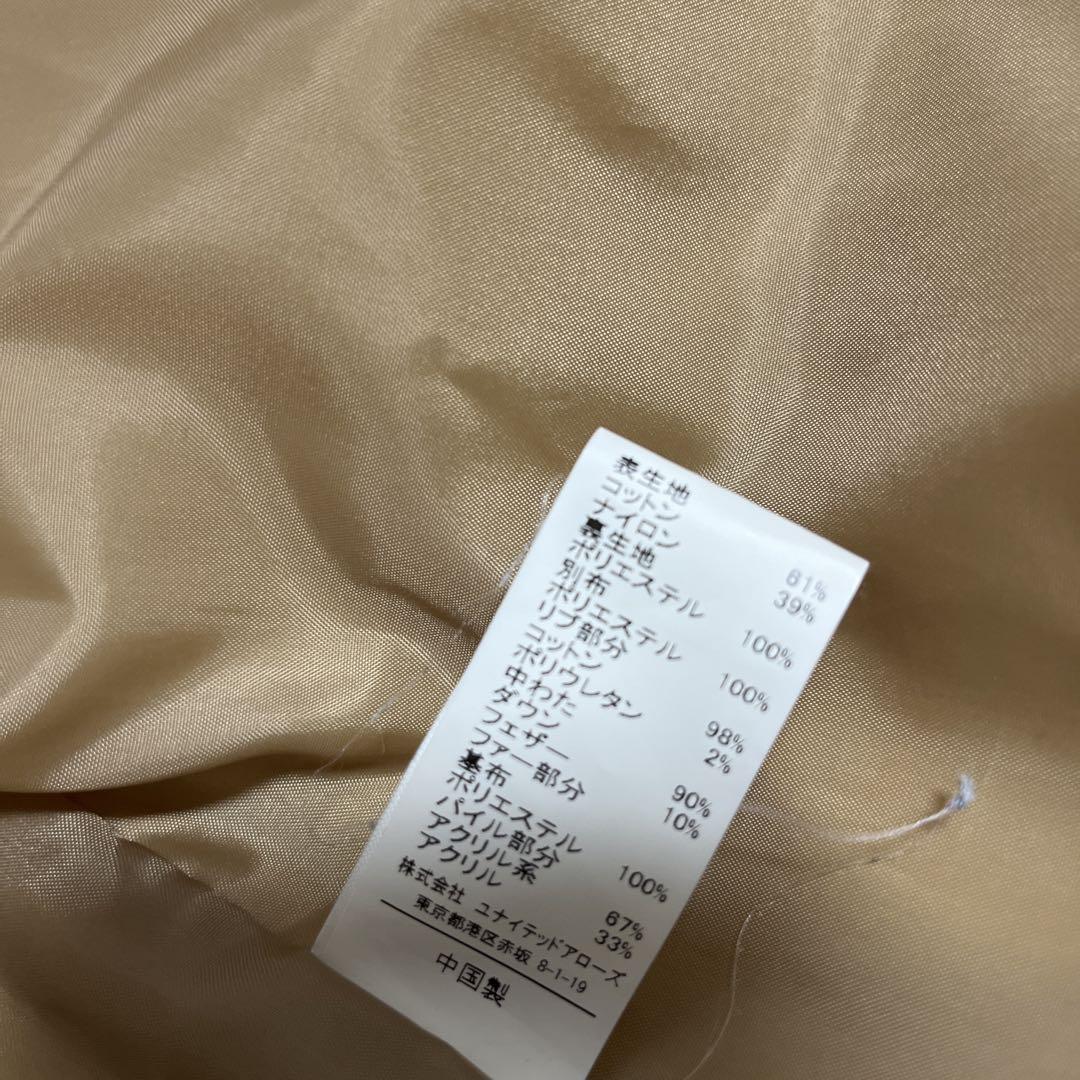 表生地
コットン 61%
ナイロン 39%
裏生地
ポリエステル 100%
別布
ポリエステル 100%
リブ部分
コットン 98%
ポリウレタン 2%
中わた
ダウン 90%
フェザー 10%
ファー部分
基布
ポリエステル 100%
パイル部分
アクリル系 67%
アクリル 33%
株式会社 ユナイテッドアローズ
東京都港区赤坂 8-1-19
中国製